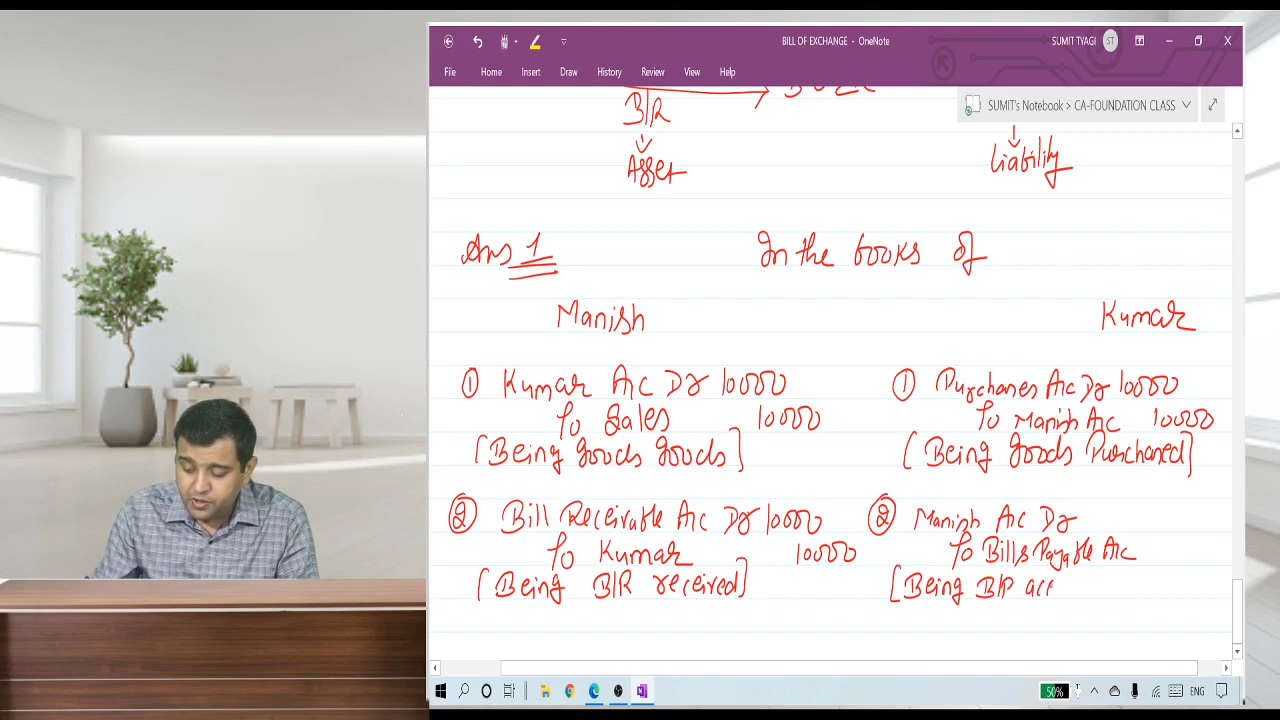 BILL OF EXCHANGE - OneNote
SUMIT TYAGI ST
File Home Insert Draw History Review View Help
SUMIT's Notebook > CA-FOUNDATION CLASS
B/R
Asset
Liability
Ans 1 In the books of
Manish Kumar
① Kumar A/c Dr 10000
To Sales 10000
[Being Goods Goods]
① Purchases A/c Dr 10000
To Manish A/c 10000
[Being Goods Purchased]
② Bill Receivable A/c Dr 10000
To Kumar 10000
[Being B/R received]
② Manish A/c Dr
To Bills Payable A/c
[Being B/P acc
50% ENG